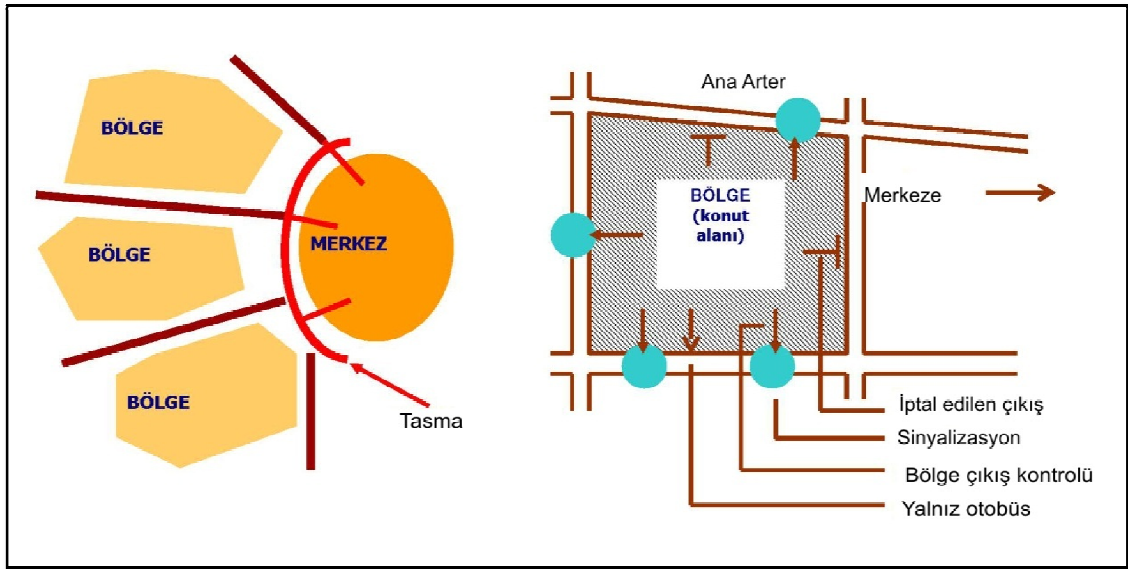 BÖLGE
BÖLGE
MERKEZ
BÖLGE
Tasma
Ana Arter
BÖLGE
(konut
alanı)
Merkeze
İptal edilen çıkış
Sinyalizasyon
Bölge çıkış kontrolü
Yalnız otobüs